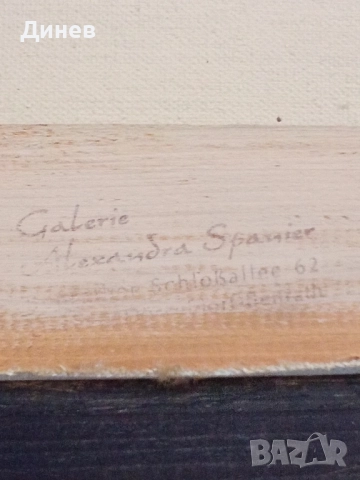 Динев
Galerie
Alexandra Spanier
Schloßallee 62
BAZAR